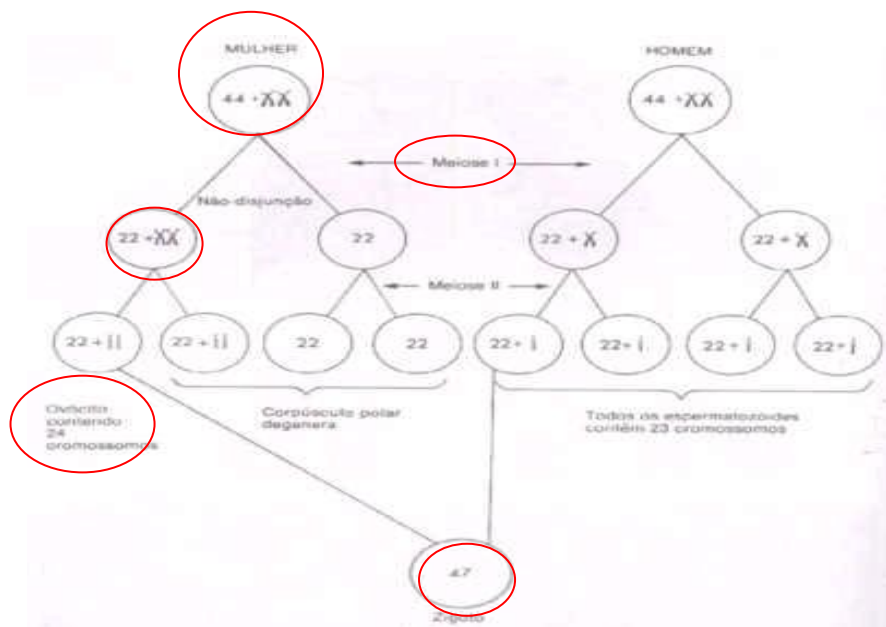 MULHER
HOMEM
44 + XX
44 + XX
Meiose I
Não-disjunção
22 + XX
22
22 + X
22 + X
Meiose II
22 +
22 +
22
22
22 +
22 +
22 +
22 +
Ovócito
contendo
24
cromossomos
Corpúsculo polar
degenera
Todos os espermatozoides
contêm 23 cromossomos
47
Zigoto